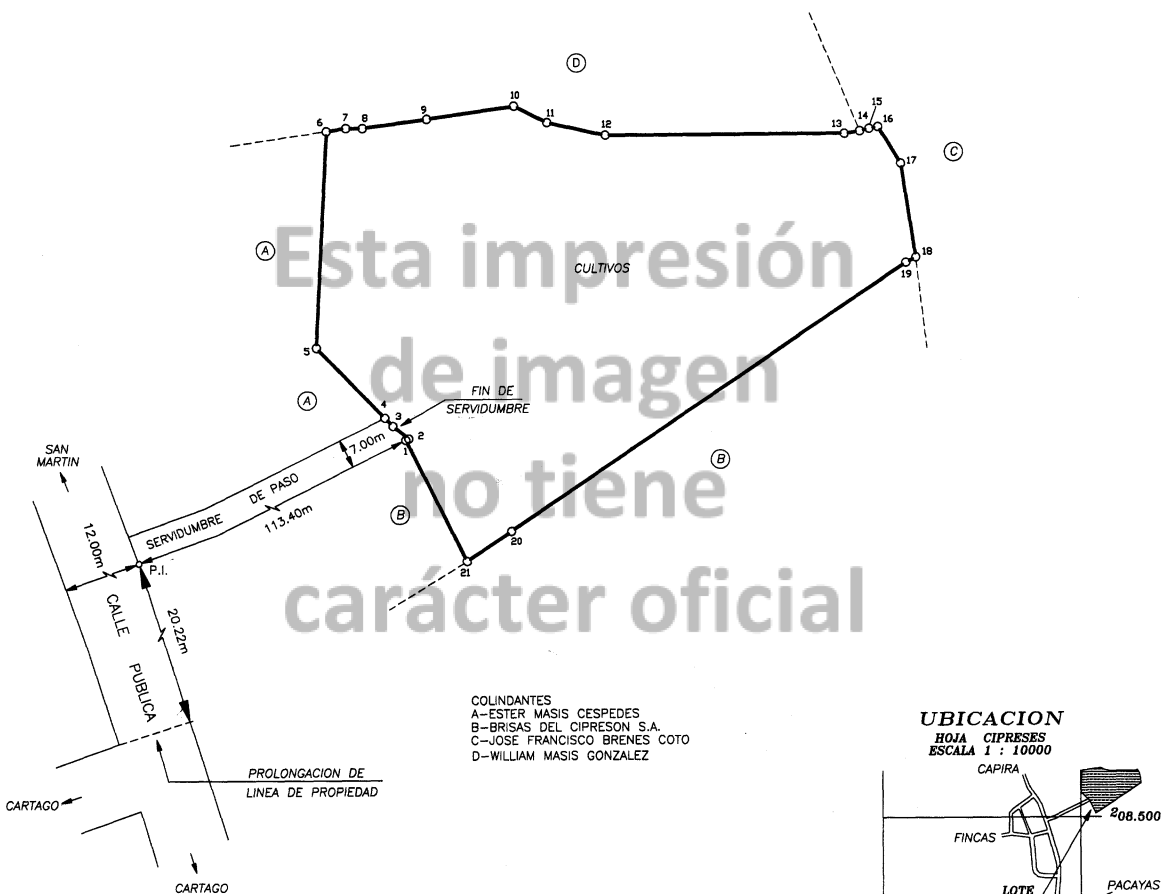 D
10
15
9
11
13
14
16
6
7
8
12
17
C
A
Esta impresión
CULTIVOS
18
19
de imagen
5
FIN DE
SERVIDUMBRE
A
4
3
2
1
7.00m
SAN
MARTIN
B
no tiene
DE PASO
SERVIDUMBRE
113.40m
B
12.00m
20
21
P.I.
carácter oficial
CALLE
PUBLICA
20.22m
COLINDANTES
A-ESTER MASIS CESPEDES
B-BRISAS DEL CIPRESON S.A.
C-JOSE FRANCISCO BRENES COTO
D-WILLIAM MASIS GONZALEZ
UBICACION
HOJA CIPRESES
ESCALA 1 : 10000
CAPIRA
PROLONGACION DE
LINEA DE PROPIEDAD
CARTAGO
208.500
FINCAS
CARTAGO
LOTE
PACAYAS